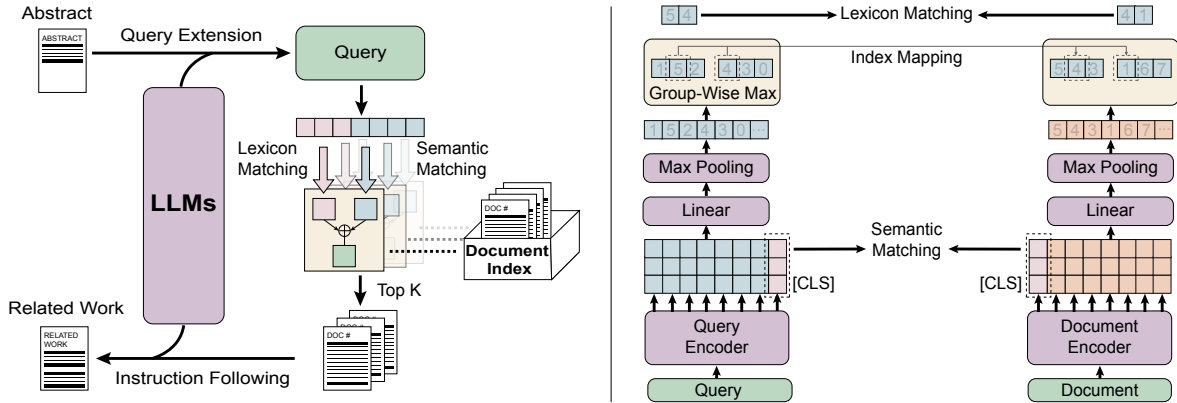 Abstract
ABSTRACT
Query Extension
Query
LLMs
Lexicon
Matching
Semantic
Matching
DOC #
Document
Index
Top K
DOC #
DOC #
Related Work
RELATED
WORK
Instruction Following
5 4
Lexicon Matching
4 1
1 5 2
4 3 0
Index Mapping
5 4 3
1 6 7
Group-Wise Max
1 5 2 4 3 0 ...
5 4 3 1 6 7 ...
Max Pooling
Max Pooling
Linear
Linear
Semantic
Matching
[CLS]
[CLS]
Query
Encoder
Document
Encoder
Query
Document